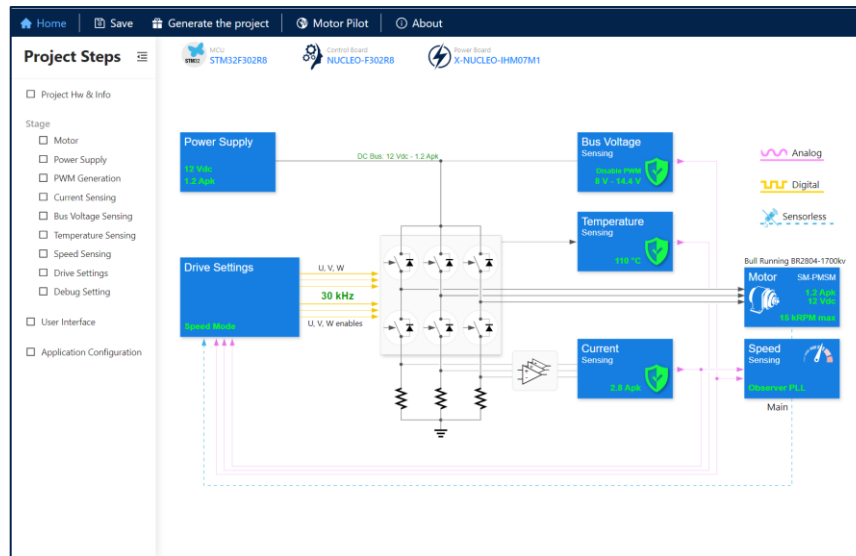 Home
Save
Generate the project
Motor Pilot
About
Project Steps
MCU
STM32F302R8
Control Board
NUCLEO-F302R8
Power Board
X-NUCLEO-IHM07M1
STM32
Project Hw & Info
Stage
Motor
Power Supply
PWM Generation
Current Sensing
Bus Voltage Sensing
Temperature Sensing
Speed Sensing
Drive Settings
Debug Setting
User Interface
Application Configuration
Power Supply
12 Vdc
1.2 Apk
DC Bus: 12 Vdc - 1.2 Apk
Bus Voltage
Sensing
Disable PWM
8 V - 14.4 V
Analog
Digital
Sensorless
Temperature
Sensing
110 °C
Drive Settings
Speed Mode
U, V, W
30 kHz
U, V, W enables
Bull Running BR2804-1700kv
Motor
SM-PMSM
1.2 Apk
12 Vdc
15 kRPM max
Current
Sensing
2.8 Apk
Speed
Sensing
Observer PLL
Main